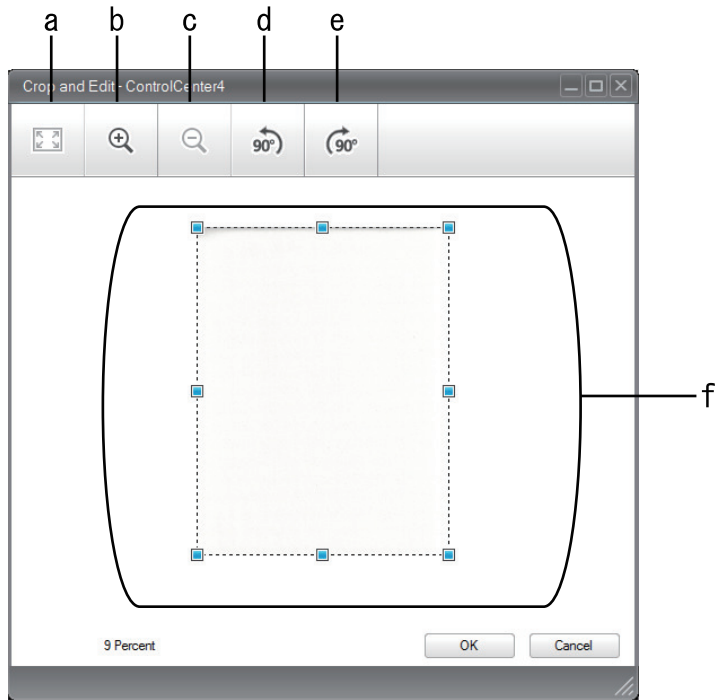 a b c d e
Crop and Edit - ControlCenter4
90° 90°
f
9 Percent OK Cancel